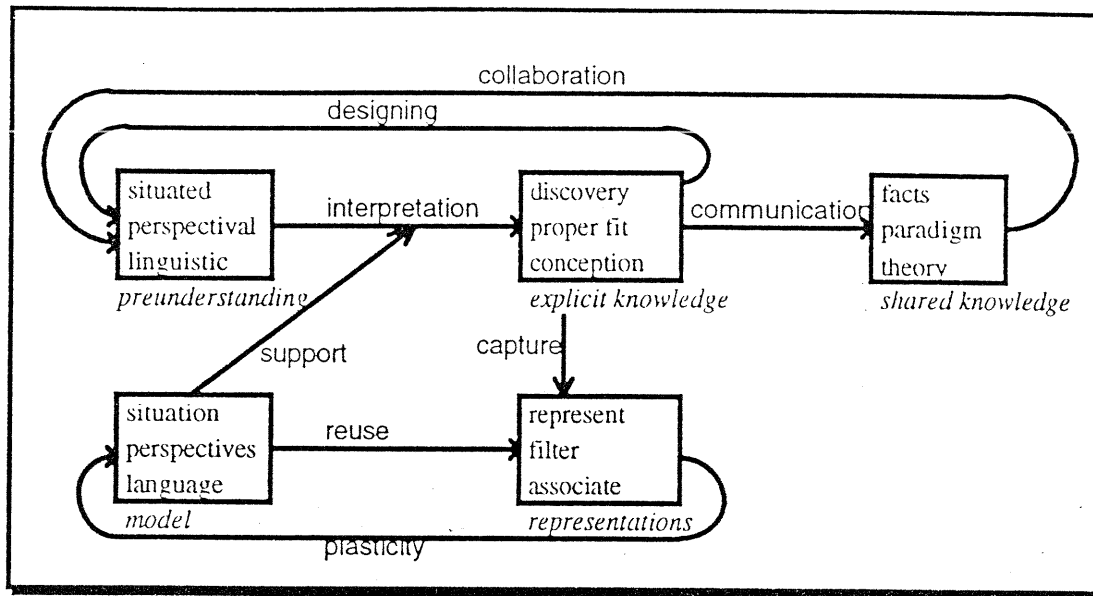 collaboration
designing
situated
perspectival
linguistic
preunderstanding
interpretation
discovery
proper fit
conception
explicit knowledge
communication
facts
paradigm
theory
shared knowledge
support
capture
situation
perspectives
language
model
reuse
represent
filter
associate
representations
plasticity